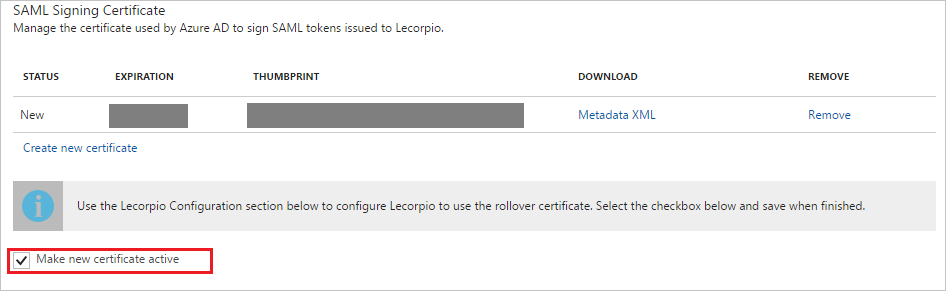 SAML Signing Certificate
Manage the certificate used by Azure AD to sign SAML tokens issued to Lecorpio.
STATUS EXPIRATION THUMBPRINT DOWNLOAD REMOVE
New Metadata XML Remove
Create new certificate
Use the Lecorpio Configuration section below to configure Lecorpio to use the rollover certificate. Select the checkbox below and save when finished.
Make new certificate active